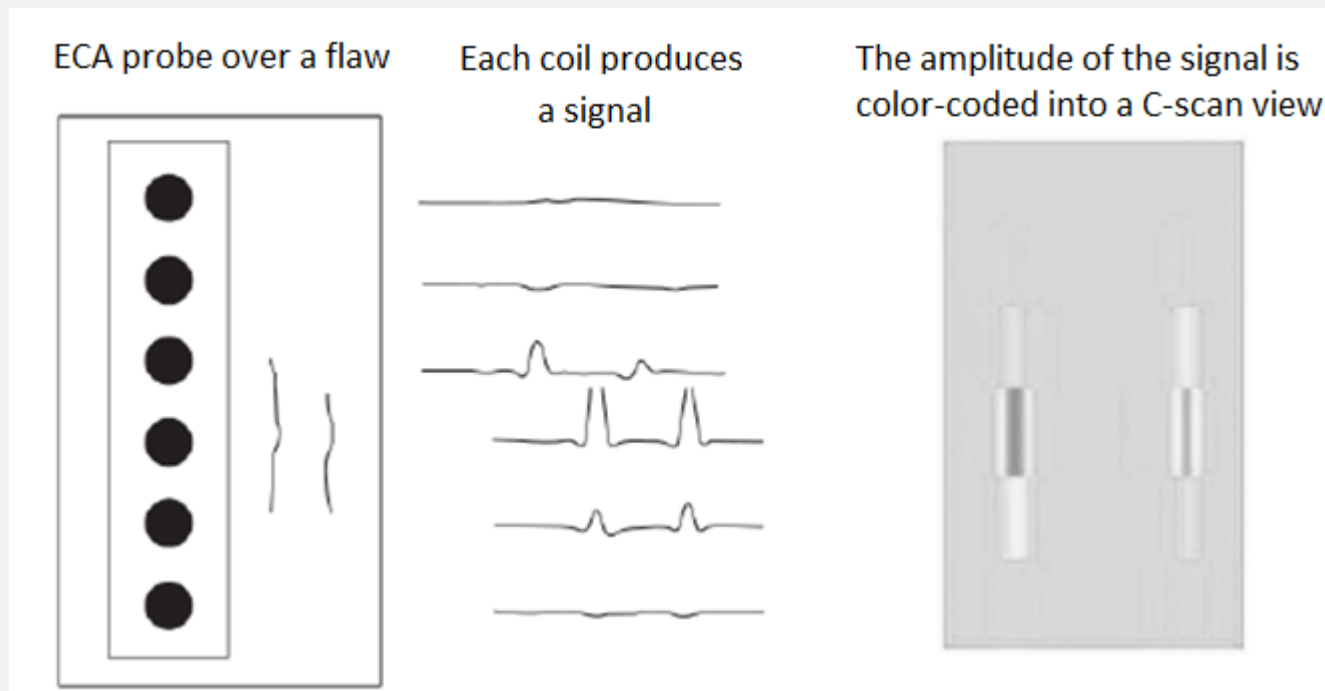 ECA probe over a flaw
Each coil produces
a signal
The amplitude of the signal is
color-coded into a C-scan view